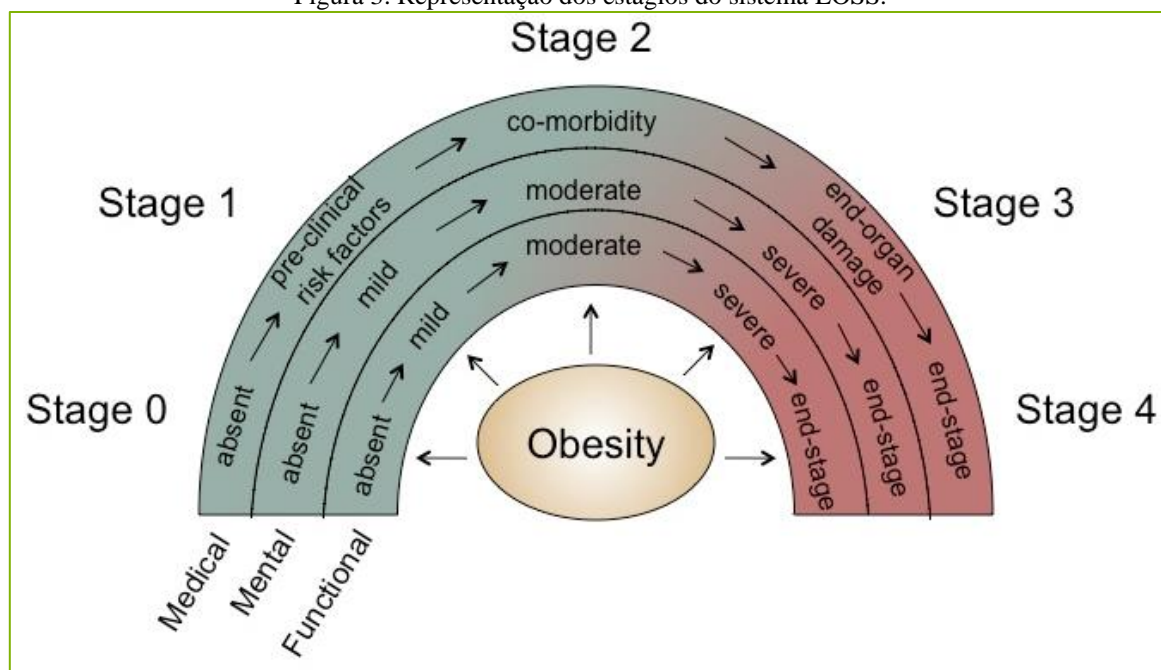 Figura 3. Representação dos estágios do sistema EOSS.
Stage 2
co-morbidity
Stage 1
pre-clinical
risk factors
moderate
end-organ
damage
Stage 3
mild
moderate
severe
mild
severe
Stage 0
absent
absent
absent
Obesity
end-stage
end-stage
end-stage
Stage 4
Medical
Mental
Functional